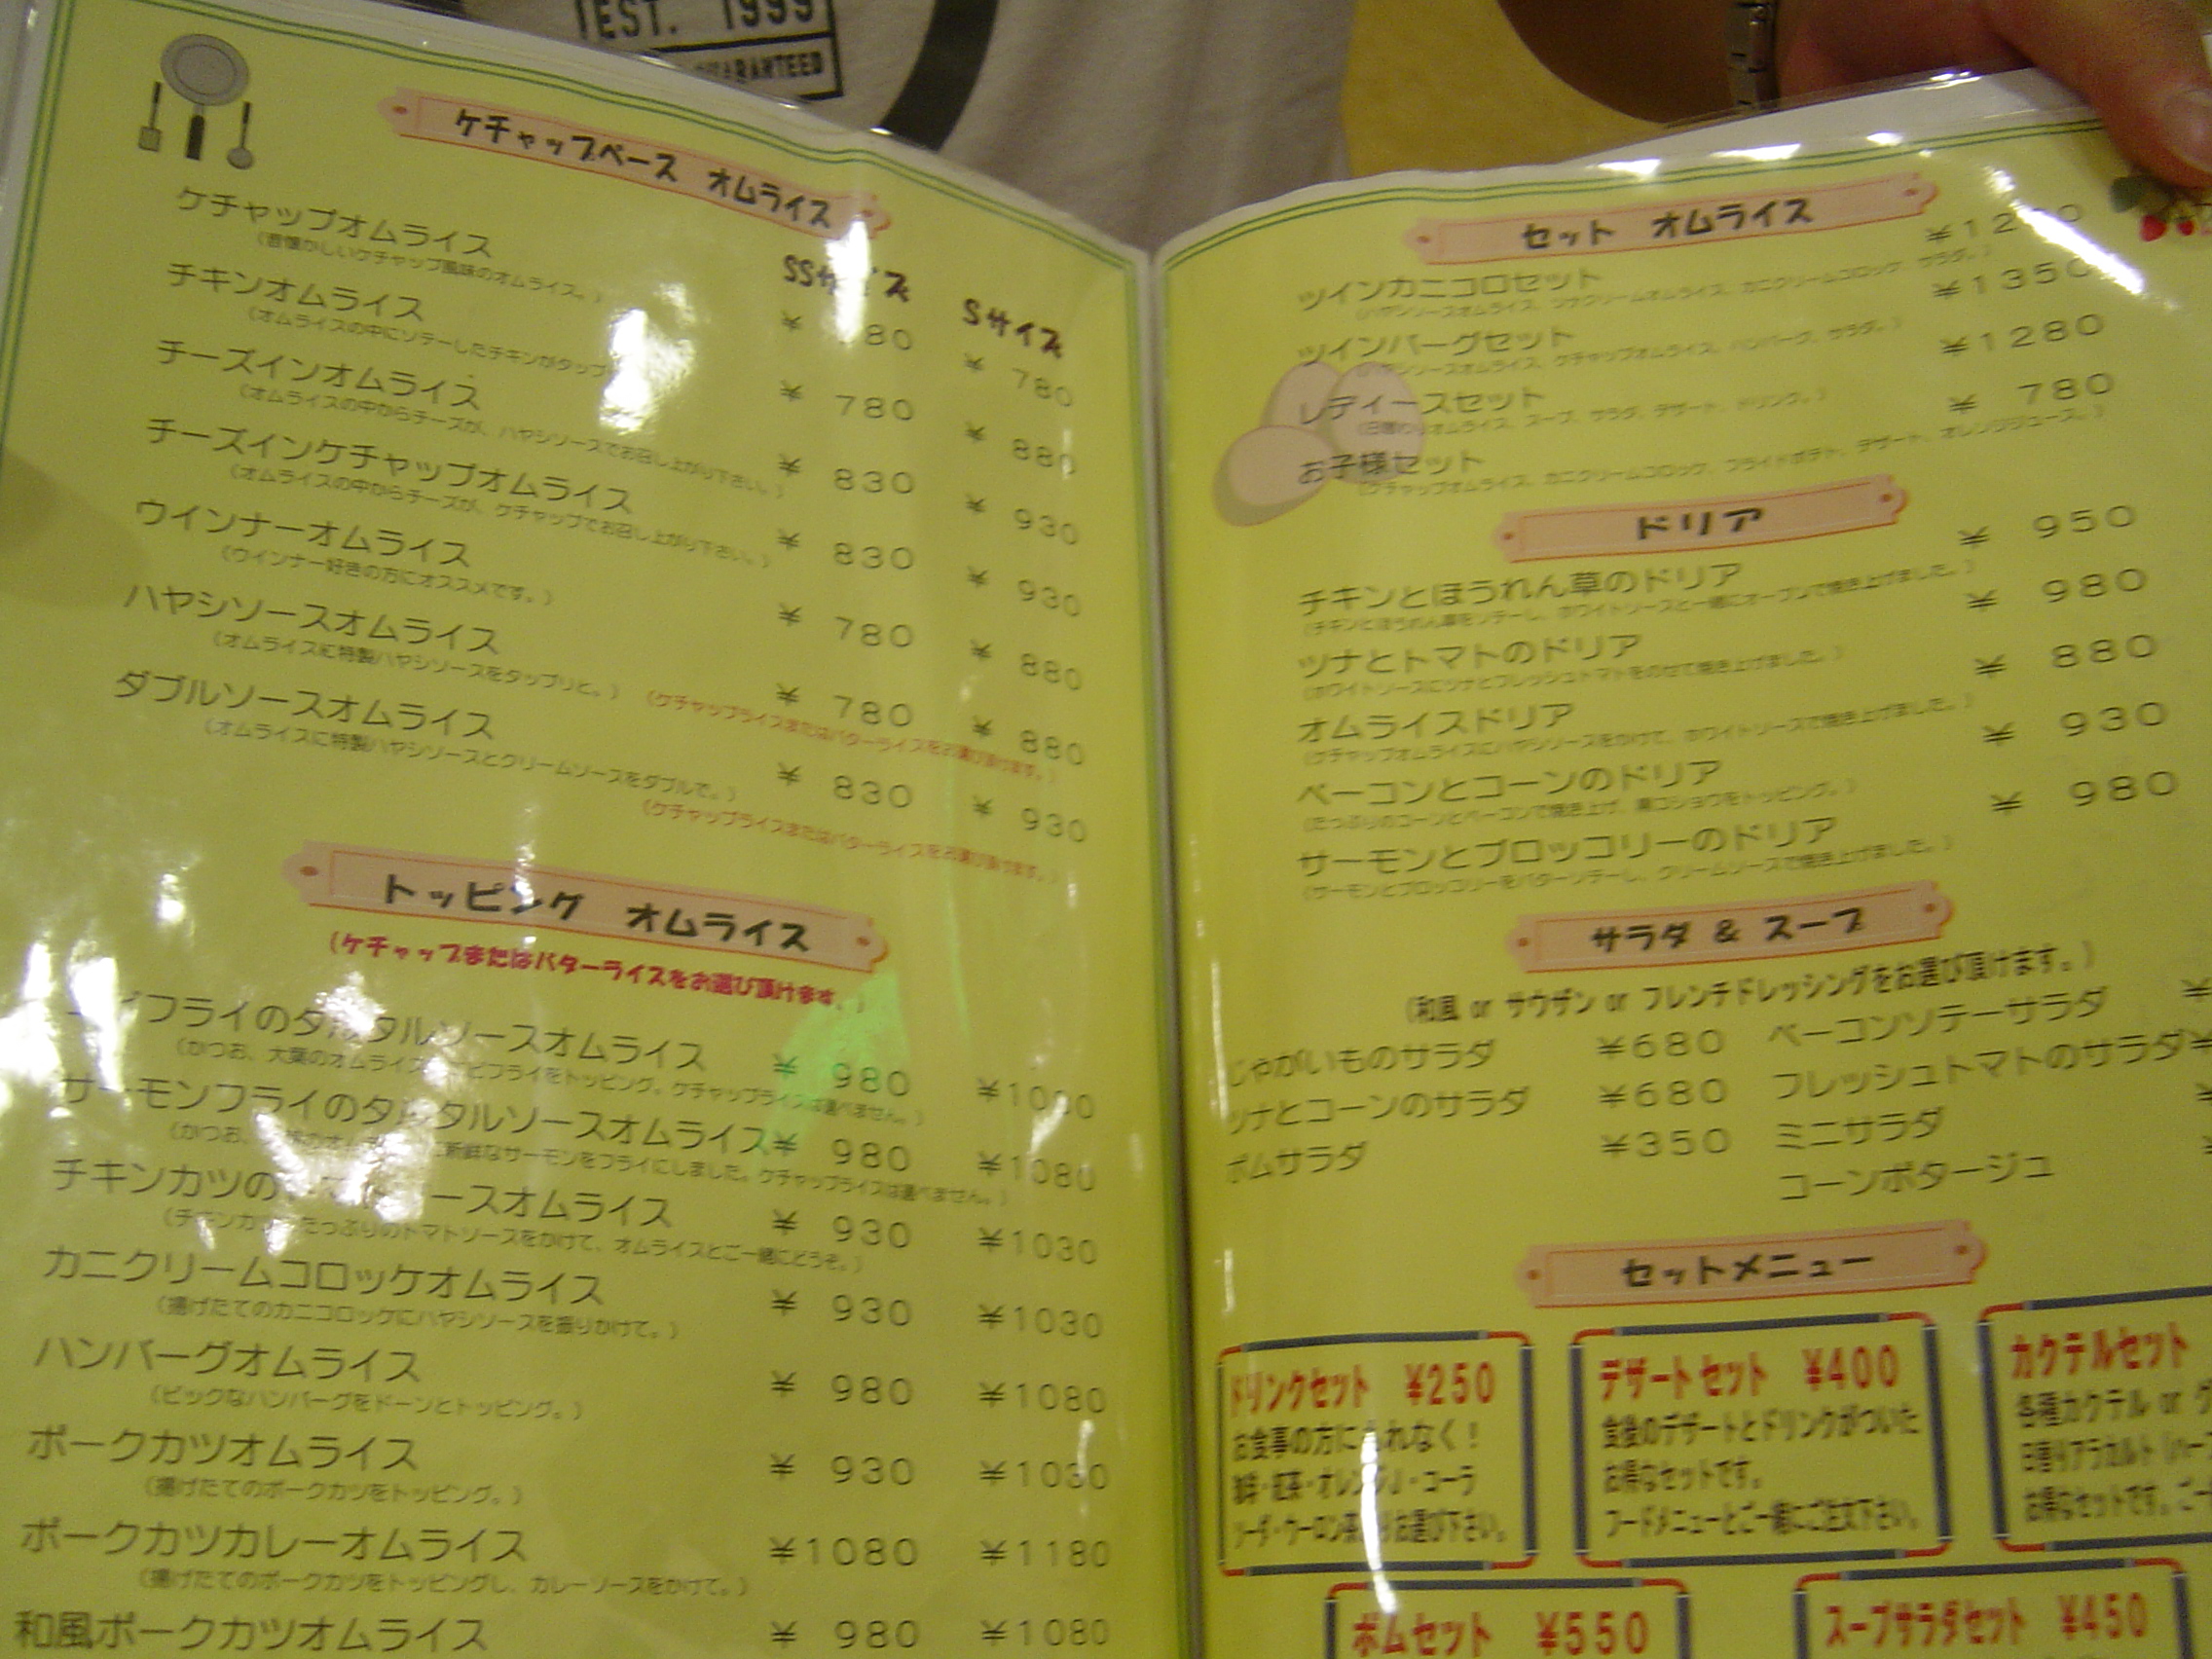 EST. 1999
GUARANTEED
ケチャップベース オムライス
SSサイズ Sサイズ
ケチャップオムライス ¥ 80 ¥ 780
(昔懐かしいケチャップ風味のオムライス。)
チキンオムライス ¥ 780 ¥ 880
(オムライスの中にソテーしたチキンがタップ
チーズインオムライス ¥ 830 ¥ 930
(オムライスの中からチーズが、ハヤシソースでお召し上がり下さい。)
チーズインケチャップオムライス ¥ 830 ¥ 930
(オムライスの中からチーズが、ケチャップでお召し上がり下さい。)
ウインナーオムライス ¥ 780 ¥ 880
(ウインナー好きの方にオススメです。)
ハヤシソースオムライス ¥ 780 ¥ 880
(オムライスに特製ハヤシソースをタップリと。) (ケチャップライスまたはバターライスをお選び頂けます。)
ダブルソースオムライス ¥ 830 ¥ 930
(オムライスに特製ハヤシソースとクリームソースをダブルで。)
(ケチャップライスまたはバターライスをお選び頂けます。)
トッピング オムライス
(ケチャップまたはバターライスをお選び頂けます。)
フライのタルタルソースオムライス ¥ 980
(かつお、大葉のオムライス ビフライをトッピング。ケチャップライスは選べません。)
サーモンフライのタルタルソースオムライス ¥ 980 ¥1080
新鮮なサーモンをフライにしました。ケチャップライスは選べません。)
チキンカツの ースオムライス ¥ 930 ¥1030
たっぷりのトマトソースをかけて、オムライスとご一緒にどうぞ。)
カニクリームコロッケオムライス ¥ 930 ¥1030
(揚げたてのカニコロッケにハヤシソースを振りかけて。)
ハンバーグオムライス ¥ 980 ¥1080
(ビックなハンバーグをドーンとトッピング。)
ポークカツオムライス ¥ 930 ¥1030
(揚げたてのポークカツをトッピング。)
ポークカツカレーオムライス ¥1080 ¥1180
(揚げたてのポークカツをトッピングし、カレーソースをかけて。)
和風ポークカツオムライス ¥ 980 ¥1080
セット オムライス
ツインカニコロセット
(ハヤシソースオムライス、ツナクリームオムライス、カニクリームコロッケ、サラダ。)
ツインバーグセット ¥1350
(ハヤシソースオムライス、ケチャップオムライス、ハンバーグ、サラダ。)
レディースセット ¥1280
(日替わりオムライス、スープ、サラダ、デザート、ドリンク。)
お子様セット ¥ 780
(ケチャップオムライス、カニクリームコロッケ、フライドポテト、デザート、オレンジジュース。)
ドリア
チキンとほうれん草のドリア ¥ 950
(チキンとほうれん草をソテーし、ホワイトソースと一緒にオーブンで焼き上げました。)
ツナとトマトのドリア ¥ 980
(ホワイトソースにツナとフレッシュトマトをのせて焼き上げました。)
オムライスドリア ¥ 880
(ケチャップオムライスにハヤシソースをかけて、ホワイトソースで焼き上げました。)
ベーコンとコーンのドリア ¥ 930
(たっぷりのコーンとベーコンで焼き上げ、黒コショウをトッピング。)
サーモンとブロッコリーのドリア ¥ 980
(サーモンとブロッコリーをバターソテーし、クリームソースで焼き上げました。)
サラダ & スープ
(和風 or サウザン or フレンチドレッシングをお選び頂けます。)
じゃがいものサラダ ¥680 ベーコンソテーサラダ ¥
ツナとコーンのサラダ ¥680 フレッシュトマトのサラダ ¥
ポムサラダ ¥350 ミニサラダ
コーンポタージュ
セットメニュー
ドリンクセット ¥250
お食事の方にもれなく!
珈琲・紅茶・オレンジJ・コーラ
ソーダ・ウーロン茶よりお選び下さい。
デザートセット ¥400
食後のデザートとドリンクがついた
お得なセットです。
フードメニューとご一緒にご注文下さい。
カクテルセット
各種カクテル or
日替りアラカルト
お得なセットです。
ポムセット ¥550
スープサラダセット ¥450